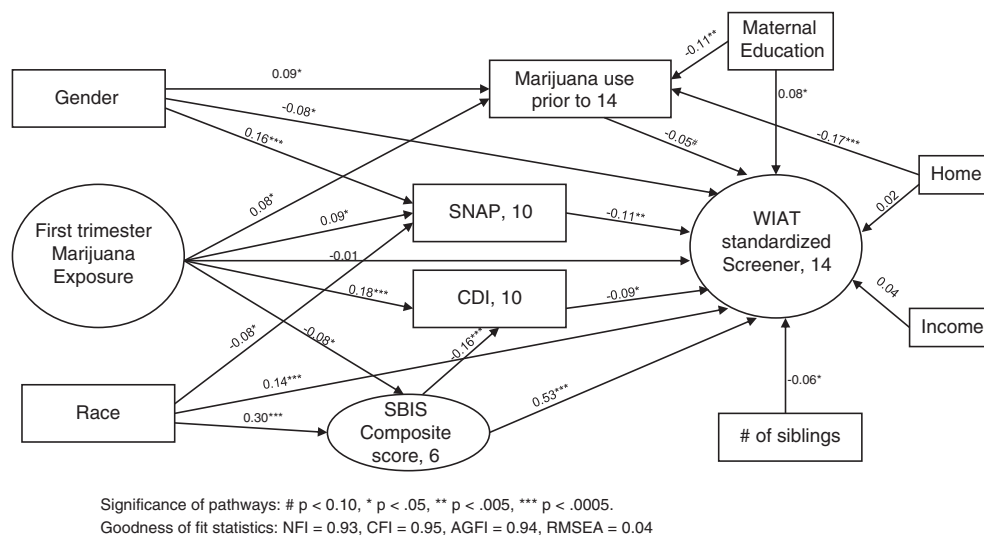 Maternal
Education
-0.11**
Gender
0.09*
Marijuana use
prior to 14
0.08*
-0.08*
0.16***
-0.05#
-0.17***
Home
0.08*
First trimester
Marijuana
Exposure
0.09*
SNAP, 10
-0.11**
WIAT
standardized
Screener, 14
0.02
-0.01
0.18***
CDI, 10
-0.09*
0.04
Income
-0.08*
-0.08*
-0.16***
Race
0.14***
0.30***
SBIS
Composite
score, 6
0.53***
-0.06*
# of siblings
Significance of pathways: # p < 0.10, * p < .05, ** p < .005, *** p < .0005.
Goodness of fit statistics: NFI = 0.93, CFI = 0.95, AGFI = 0.94, RMSEA = 0.04